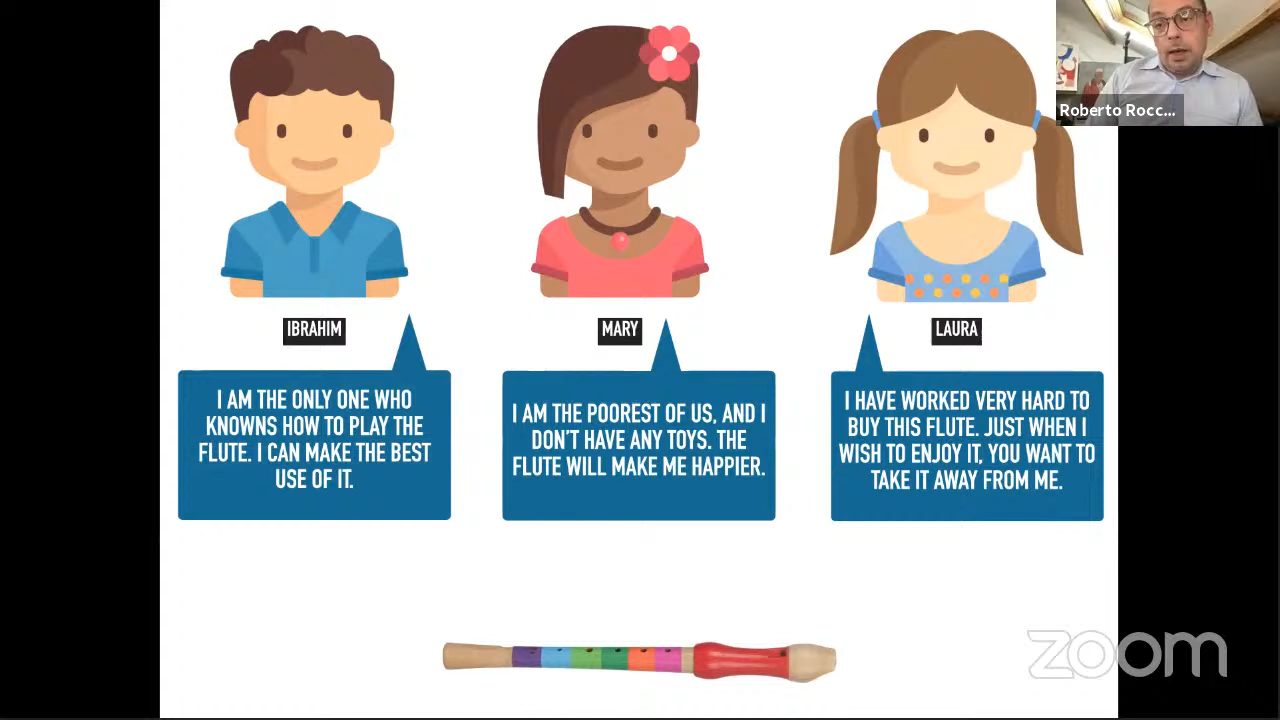 Roberto Rocc...
IBRAHIM
MARY
LAURA
I AM THE ONLY ONE WHO
KNOWNS HOW TO PLAY THE
FLUTE. I CAN MAKE THE BEST
USE OF IT.
I AM THE POOREST OF US, AND I
DON'T HAVE ANY TOYS. THE
FLUTE WILL MAKE ME HAPPIER.
I HAVE WORKED VERY HARD TO
BUY THIS FLUTE. JUST WHEN I
WISH TO ENJOY IT, YOU WANT TO
TAKE IT AWAY FROM ME.
zoom